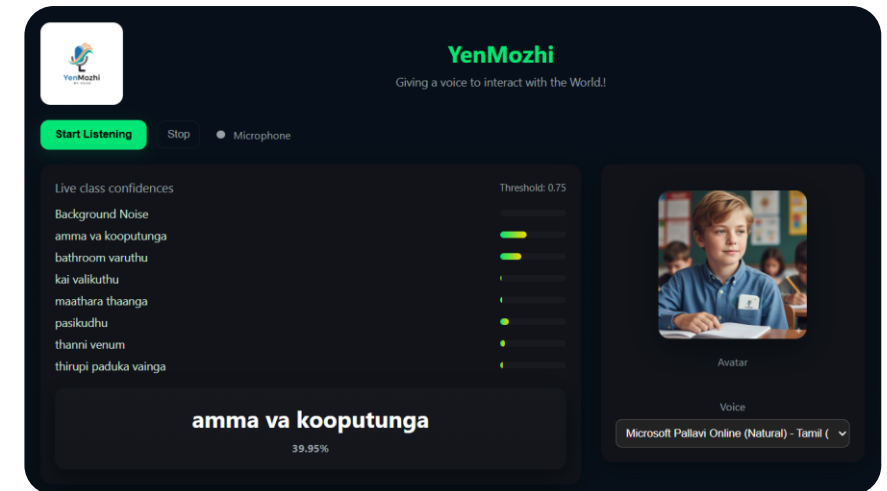 YenMozhi
YenMozhi
Giving a voice to interact with the World.!
Start Listening
Stop
Microphone
Live class confidences
Threshold: 0.75
Background Noise
amma va kooputunga
bathroom varuthu
kai valikuthu
maathara thaanga
pasikudhu
thanni venum
thirupi paduka vainga
amma va kooputunga
39.95%
Avatar
Voice
Microsoft Pallavi Online (Natural) - Tamil (